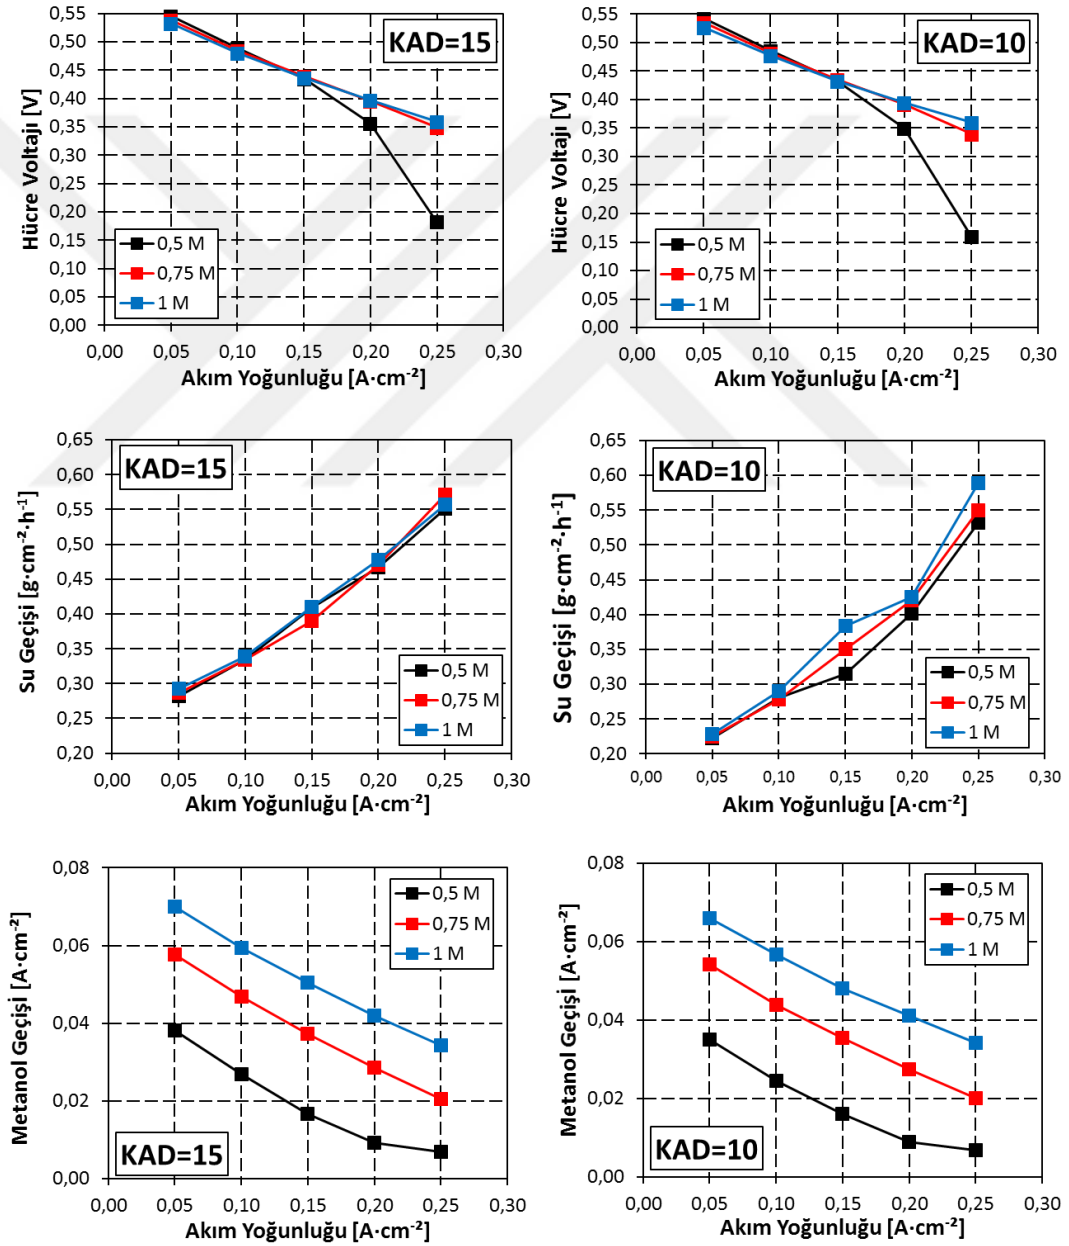 0,55
0,50
0,45
0,40
0,35
0,30
0,25
0,20
0,15
0,10
0,05
0,00
Hücre Voltajı [V]
KAD=15
0,5 M
0,75 M
1 M
0,00 0,05 0,10 0,15 0,20 0,25 0,30
Akım Yoğunluğu [A·cm⁻²]
0,55
0,50
0,45
0,40
0,35
0,30
0,25
0,20
0,15
0,10
0,05
0,00
Hücre Voltajı [V]
KAD=10
0,5 M
0,75 M
1 M
0,00 0,05 0,10 0,15 0,20 0,25 0,30
Akım Yoğunluğu [A·cm⁻²]
0,65
0,60
0,55
0,50
0,45
0,40
0,35
0,30
0,25
0,20
Su Geçişi [g·cm⁻²·h⁻¹]
KAD=15
0,5 M
0,75 M
1 M
0,00 0,05 0,10 0,15 0,20 0,25 0,30
Akım Yoğunluğu [A·cm⁻²]
0,65
0,60
0,55
0,50
0,45
0,40
0,35
0,30
0,25
0,20
Su Geçişi [g·cm⁻²·h⁻¹]
KAD=10
0,5 M
0,75 M
1 M
0,00 0,05 0,10 0,15 0,20 0,25 0,30
Akım Yoğunluğu [A·cm⁻²]
0,08
0,06
0,04
0,02
0,00
Metanol Geçişi [A·cm⁻²]
0,5 M
0,75 M
1 M
KAD=15
0,00 0,05 0,10 0,15 0,20 0,25 0,30
Akım Yoğunluğu [A·cm⁻²]
0,08
0,06
0,04
0,02
0,00
Metanol Geçişi [A·cm⁻²]
0,5 M
0,75 M
1 M
KAD=10
0,00 0,05 0,10 0,15 0,20 0,25 0,30
Akım Yoğunluğu [A·cm⁻²]